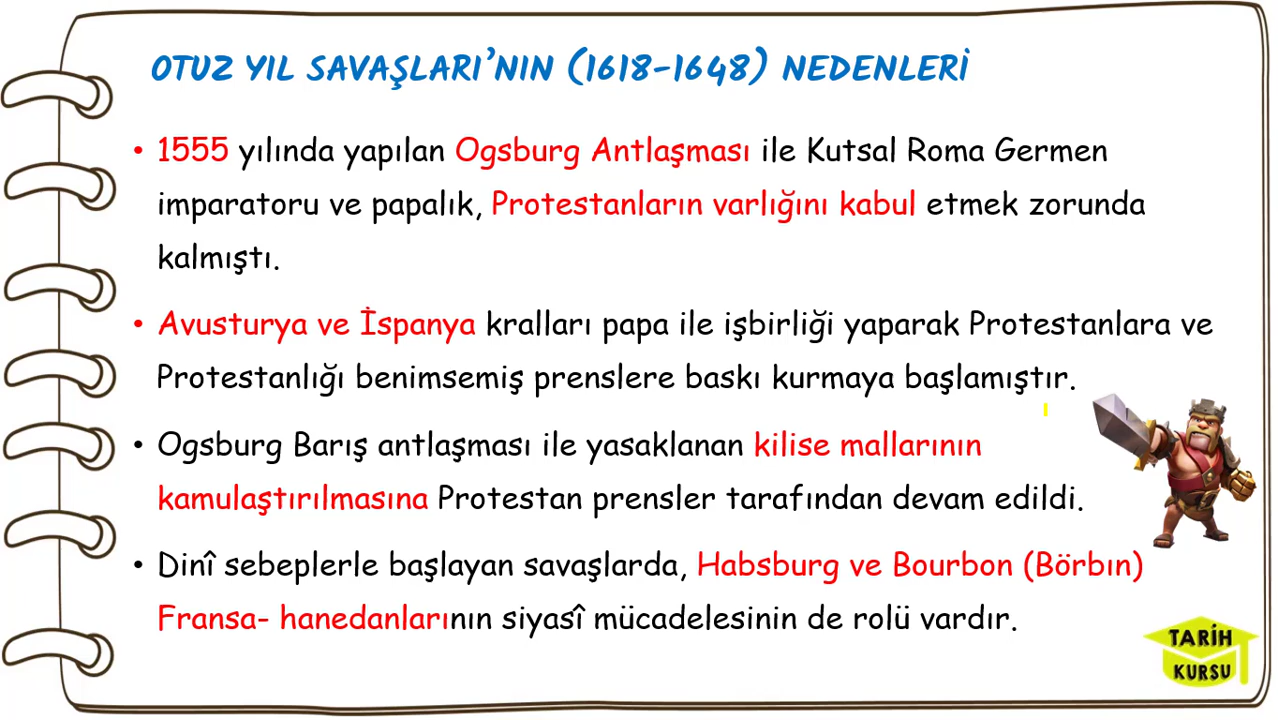 OTUZ YIL SAVAŞLARI’NIN (1618-1648) NEDENLERİ
• 1555 yılında yapılan Ogsburg Antlaşması ile Kutsal Roma Germen
imparatoru ve papalık, Protestanların varlığını kabul etmek zorunda
kalmıştı.
• Avusturya ve İspanya kralları papa ile işbirliği yaparak Protestanlara ve
Protestanlığı benimsemiş prenslere baskı kurmaya başlamıştır.
• Ogsburg Barış antlaşması ile yasaklanan kilise mallarının
kamulaştırılmasına Protestan prensler tarafından devam edildi.
• Dinî sebeplerle başlayan savaşlarda, Habsburg ve Bourbon (Börbın)
Fransa- hanedanlarının siyasî mücadelesinin de rolü vardır.
TARİH
KURSU